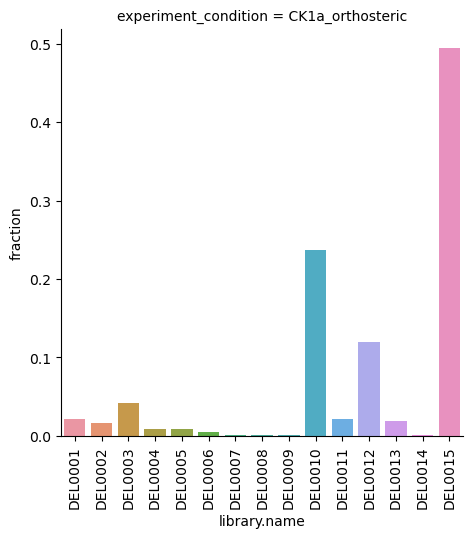 experiment_condition = CK1a_orthosteric
fraction
0.5
0.4
0.3
0.2
0.1
0.0
DEL0001
DEL0002
DEL0003
DEL0004
DEL0005
DEL0006
DEL0007
DEL0008
DEL0009
DEL0010
DEL0011
DEL0012
DEL0013
DEL0014
DEL0015
library.name